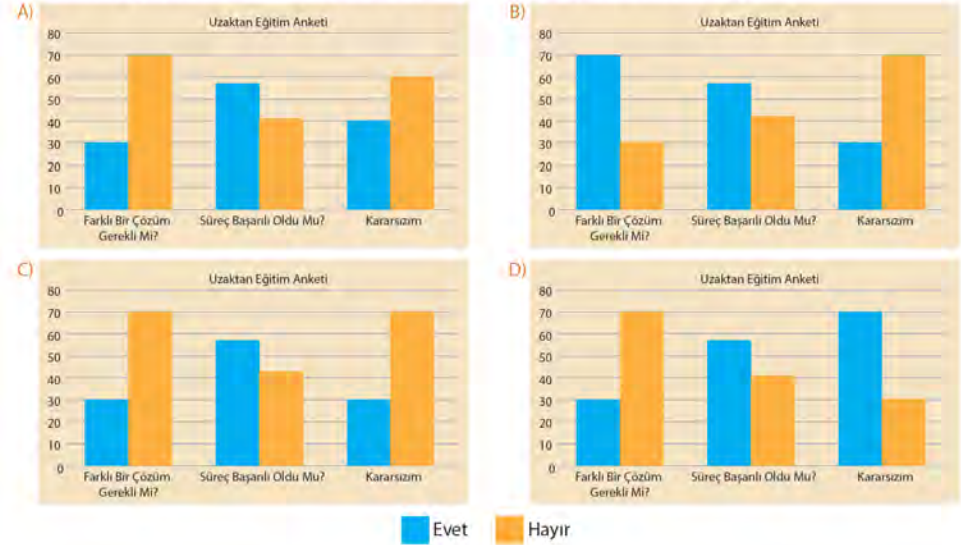 A)
Uzaktan Eğitim Anketi
80
70
60
50
40
30
20
10
0
Farklı Bir Çözüm Gerekli Mi?
Süreç Başarılı Oldu Mu?
Kararsızım
B)
Uzaktan Eğitim Anketi
80
70
60
50
40
30
20
10
0
Farklı Bir Çözüm Gerekli Mi?
Süreç Başarılı Oldu Mu?
Kararsızım
C)
Uzaktan Eğitim Anketi
80
70
60
50
40
30
20
10
0
Farklı Bir Çözüm Gerekli Mi?
Süreç Başarılı Oldu Mu?
Kararsızım
D)
Uzaktan Eğitim Anketi
80
70
60
50
40
30
20
10
0
Farklı Bir Çözüm Gerekli Mi?
Süreç Başarılı Oldu Mu?
Kararsızım
Evet
Hayır